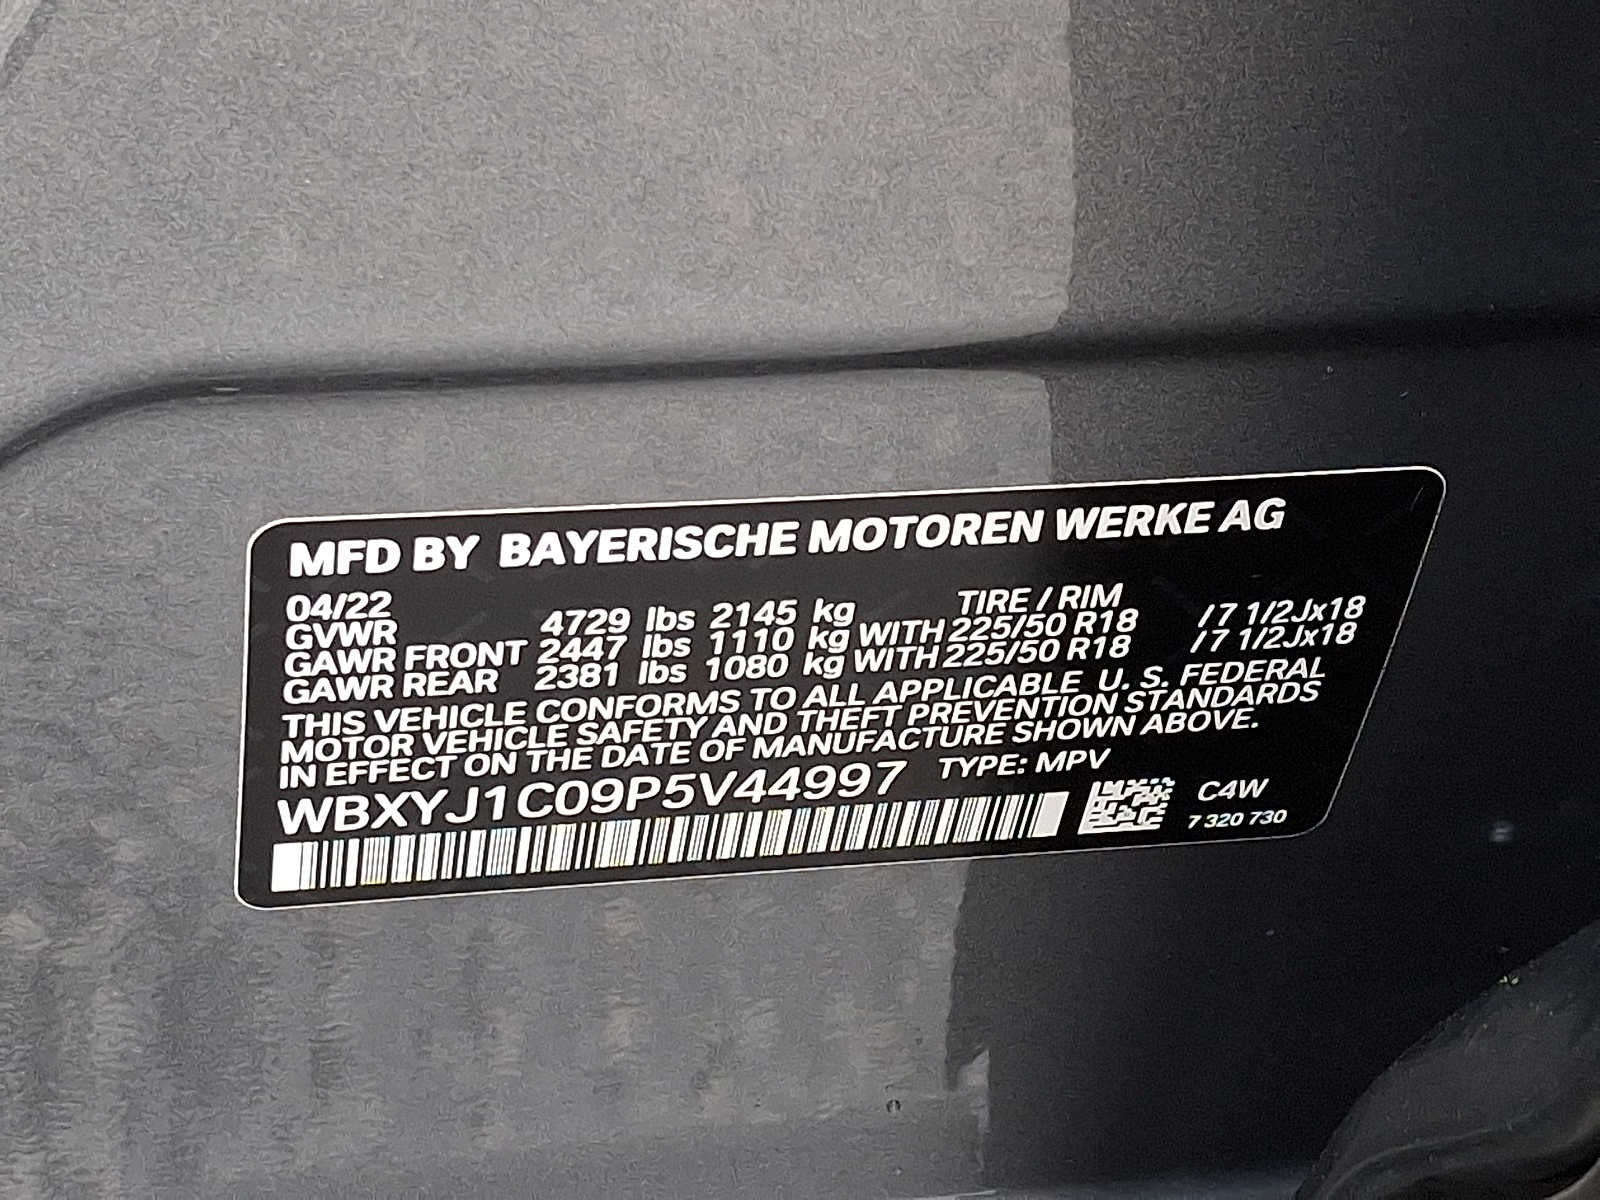 MFD BY BAYERISCHE MOTOREN WERKE AG
04/22 TIRE / RIM
GVWR 4729 lbs 2145 kg
GAWR FRONT 2447 lbs 1110 kg WITH 225/50 R18 / 7 1/2Jx18
GAWR REAR 2381 lbs 1080 kg WITH 225/50 R18 / 7 1/2Jx18
THIS VEHICLE CONFORMS TO ALL APPLICABLE U. S. FEDERAL
MOTOR VEHICLE SAFETY AND THEFT PREVENTION STANDARDS
IN EFFECT ON THE DATE OF MANUFACTURE SHOWN ABOVE.
WBXYJ1C09P5V44997 TYPE: MPV
C4W
7 320 730